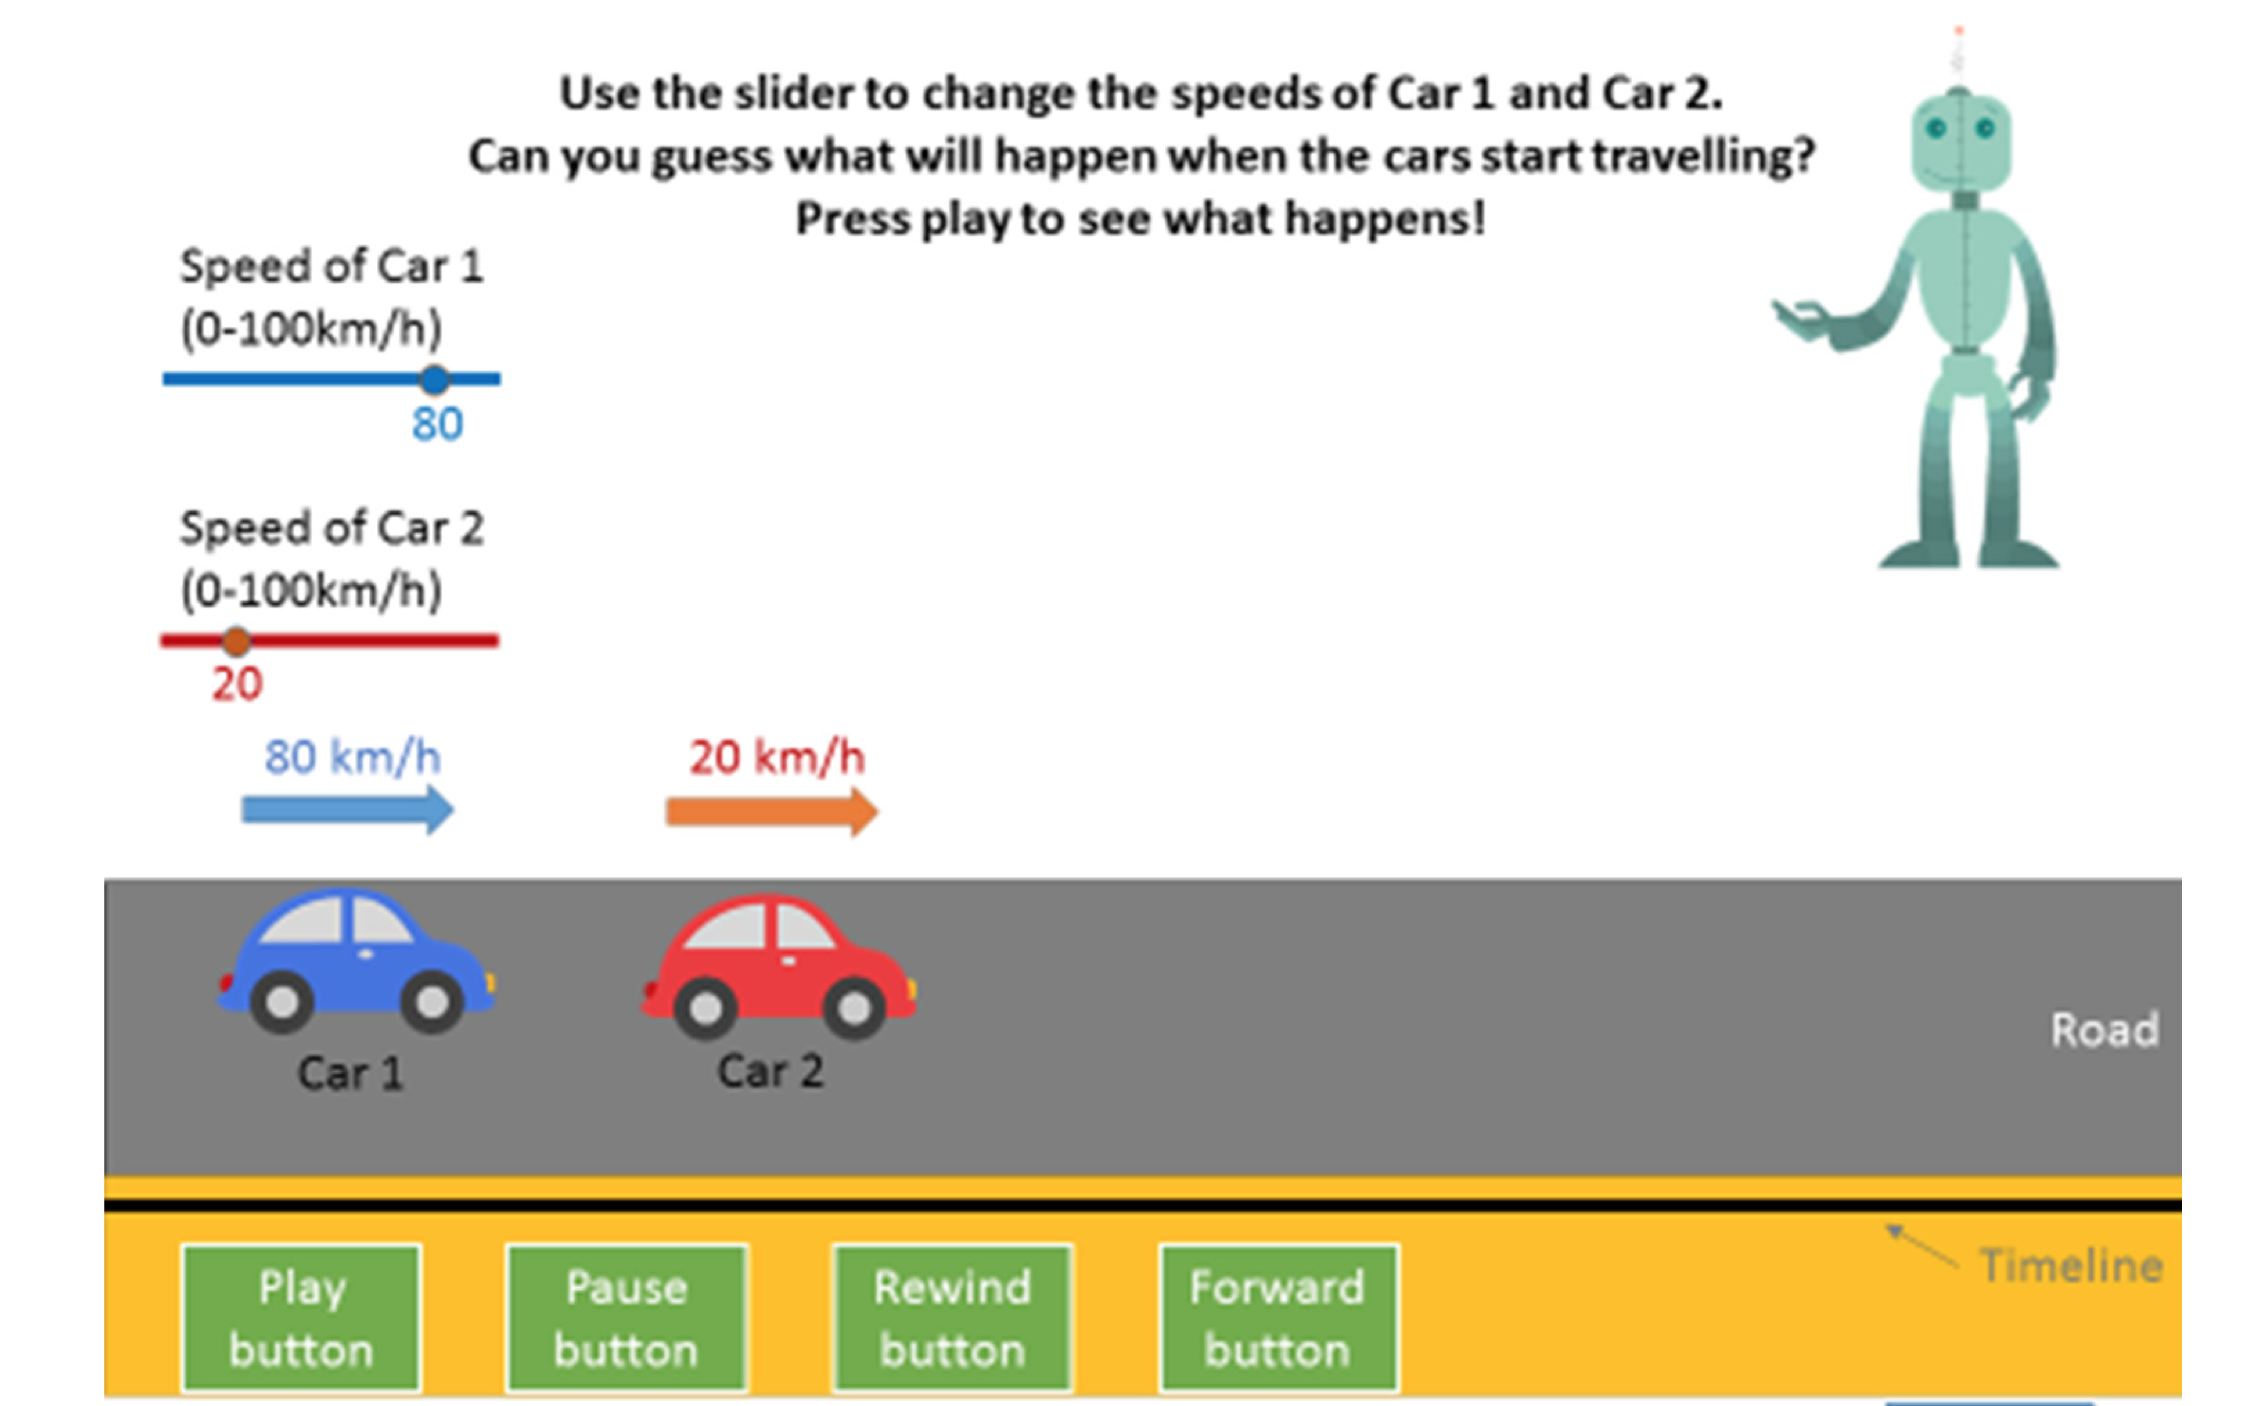 Use the slider to change the speeds of Car 1 and Car 2.
Can you guess what will happen when the cars start travelling?
Press play to see what happens!
Speed of Car 1
(0-100km/h)
80
Speed of Car 2
(0-100km/h)
20
80 km/h
20 km/h
Road
Car 1
Car 2
Timeline
Play
button
Pause
button
Rewind
button
Forward
button